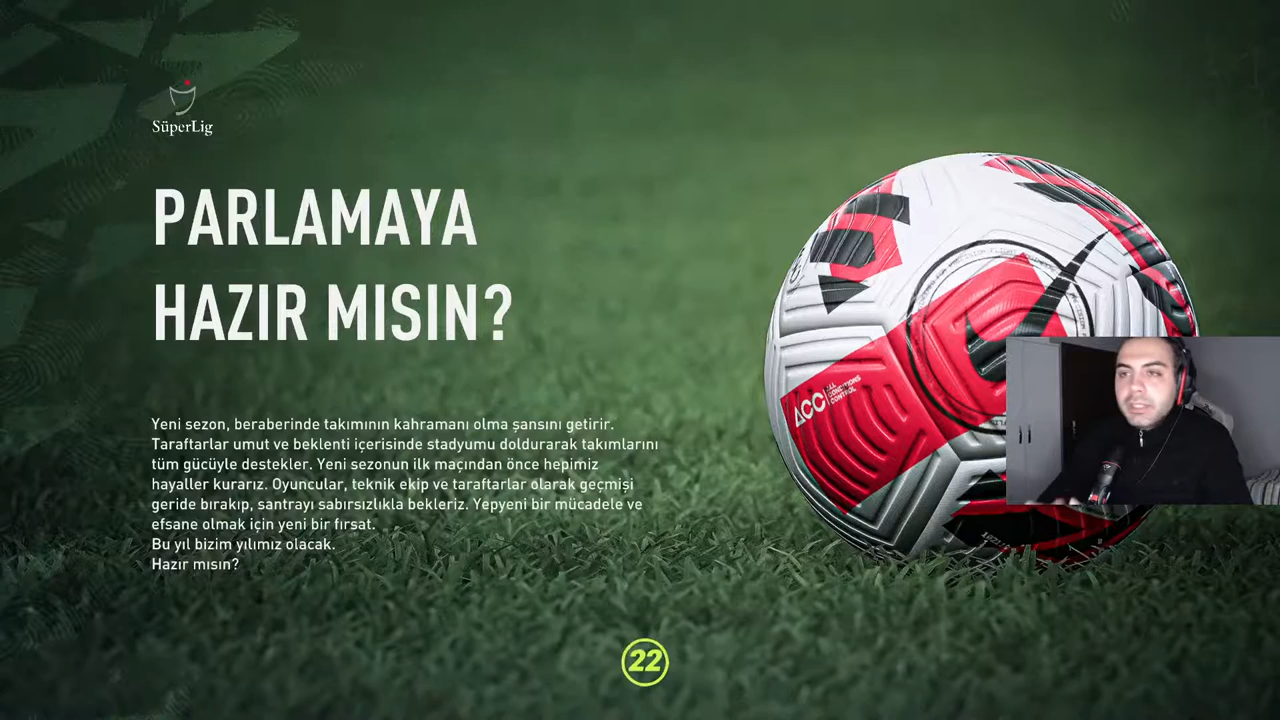 SüperLig
PARLAMAYA
HAZIR MISIN?
Yeni sezon, beraberinde takımının kahramanı olma şansını getirir.
Taraftarlar umut ve beklenti içerisinde stadyumu doldurarak takımlarını
tüm gücüyle destekler. Yeni sezonun ilk maçından önce hepimiz
hayaller kurarız. Oyuncular, teknik ekip ve taraftarlar olarak geçmişi
geride bırakıp, santrayı sabırsızlıkla bekleriz. Yepyeni bir mücadele ve
efsane olmak için yeni bir fırsat.
Bu yıl bizim yılımız olacak.
Hazır mısın?
ACC ALL
CONDITIONS
CONTROL
22